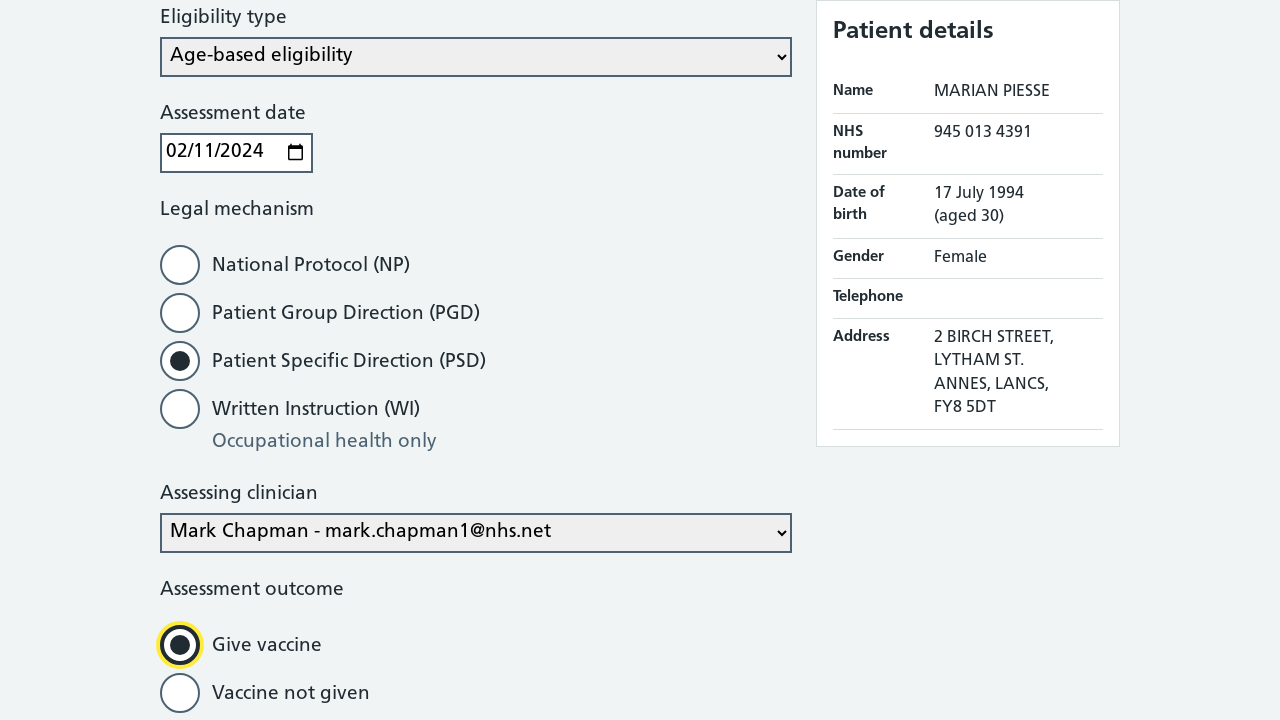 Eligibility type
Age-based eligibility
Assessment date
02/11/2024
Legal mechanism
National Protocol (NP)
Patient Group Direction (PGD)
Patient Specific Direction (PSD)
Written Instruction (WI)
Occupational health only
Assessing clinician
Mark Chapman - mark.chapman1@nhs.net
Assessment outcome
Give vaccine
Vaccine not given
Patient details
Name MARIAN PIESSE
NHS number 945 013 4391
Date of birth 17 July 1994
(aged 30)
Gender Female
Telephone
Address 2 BIRCH STREET,
LYTHAM ST.
ANNES, LANCS,
FY8 5DT